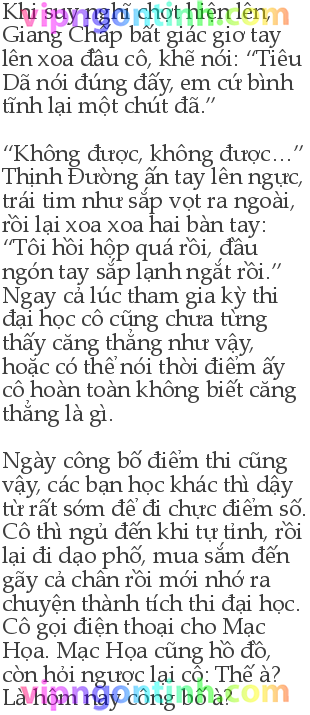 Khi suy nghĩ chợt hiện lên,
Giang Chấp bất giác giơ tay
lên xoa đầu cô, khẽ nói: “Tiêu
Dã nói đúng đấy, em cứ bình
tĩnh lại một chút đã.”

“Không được, không được…”
Thịnh Đường ấn tay lên ngực,
trái tim như sắp vọt ra ngoài,
rồi lại xoa xoa hai bàn tay:
“Tôi hồi hộp quá rồi, đầu
ngón tay sắp lạnh ngắt rồi.”
Ngay cả lúc tham gia kỳ thi
đại học cô cũng chưa từng
thấy căng thẳng như vậy,
hoặc có thể nói thời điểm ấy
cô hoàn toàn không biết căng
thẳng là gì.

Ngày công bố điểm thi cũng
vậy, các bạn học khác thì dậy
từ rất sớm để đi chực điểm số.
Cô thì ngủ đến khi tự tỉnh, rồi
lại đi dạo phố, mua sắm đến
gãy cả chân rồi mới nhớ ra
chuyện thành tích thi đại học.
Cô gọi điện thoại cho Mạc
Họa. Mạc Họa cũng hồ đồ,
còn hỏi ngược lại cô: Thế à?
Là hôm nay công bố à?
vipngontinh.com
vipngontinh.com